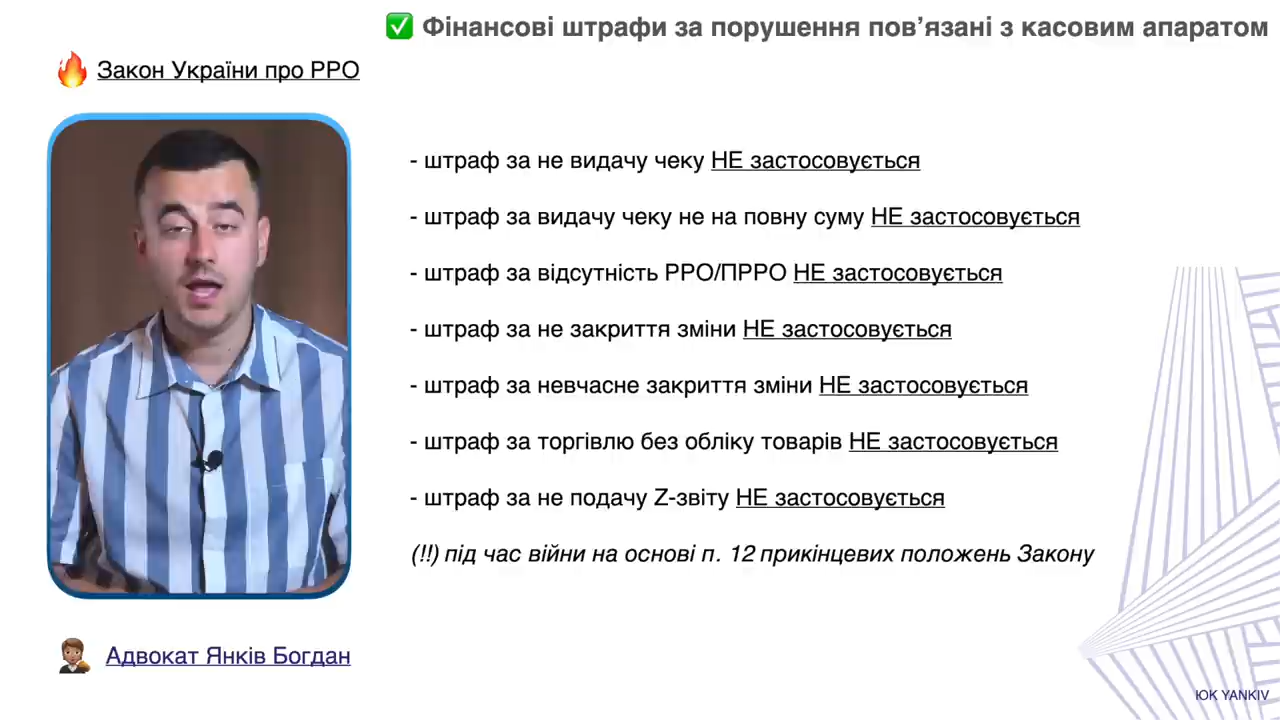 ✅ Фінансові штрафи за порушення пов’язані з касовим апаратом
🔥 Закон України про РРО
- штраф за не видачу чеку НЕ застосовується
- штраф за видачу чеку не на повну суму НЕ застосовується
- штраф за відсутність РРО/ПРРО НЕ застосовується
- штраф за не закриття зміни НЕ застосовується
- штраф за невчасне закриття зміни НЕ застосовується
- штраф за торгівлю без обліку товарів НЕ застосовується
- штраф за не подачу Z-звіту НЕ застосовується
(!!) під час війни на основі п. 12 прикінцевих положень Закону
Адвокат Янків Богдан
ЮК YANKIV